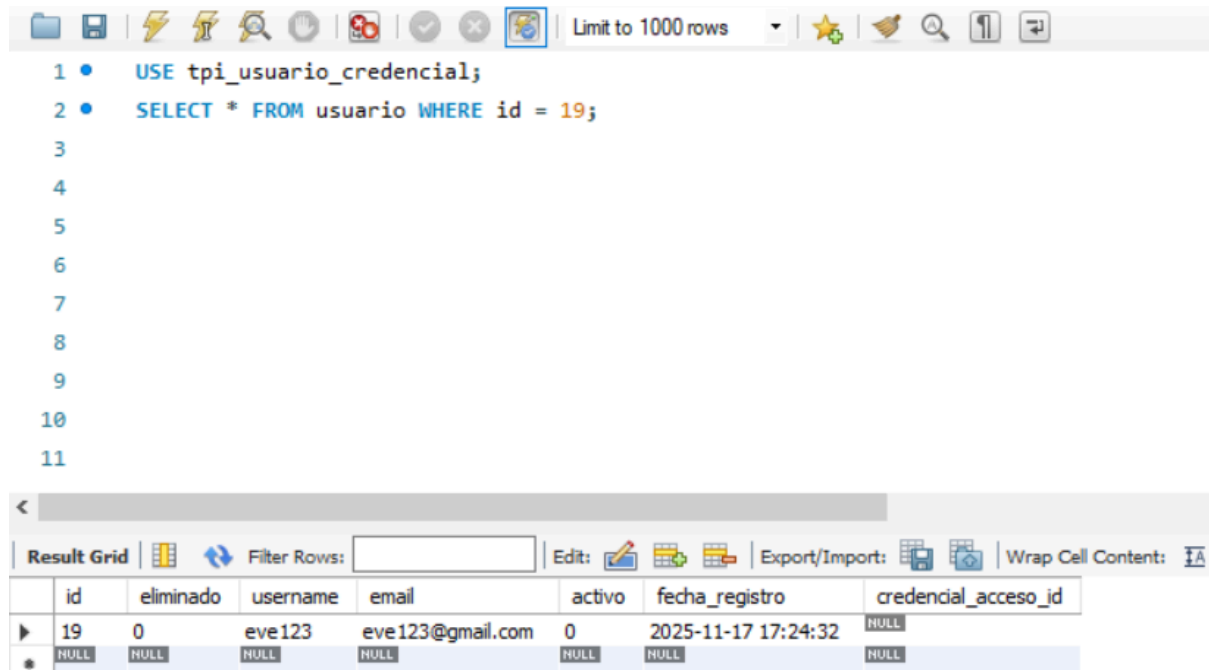 Limit to 1000 rows
1 USE tpi_usuario_credencial;
2 SELECT * FROM usuario WHERE id = 19;
3
4
5
6
7
8
9
10
11
Result Grid Filter Rows: Edit: Export/Import: Wrap Cell Content: IA
id eliminado username email activo fecha_registro credencial_acceso_id
19 0 eve123 eve123@gmail.com 0 2025-11-17 17:24:32 NULL
NULL NULL NULL NULL NULL NULL NULL